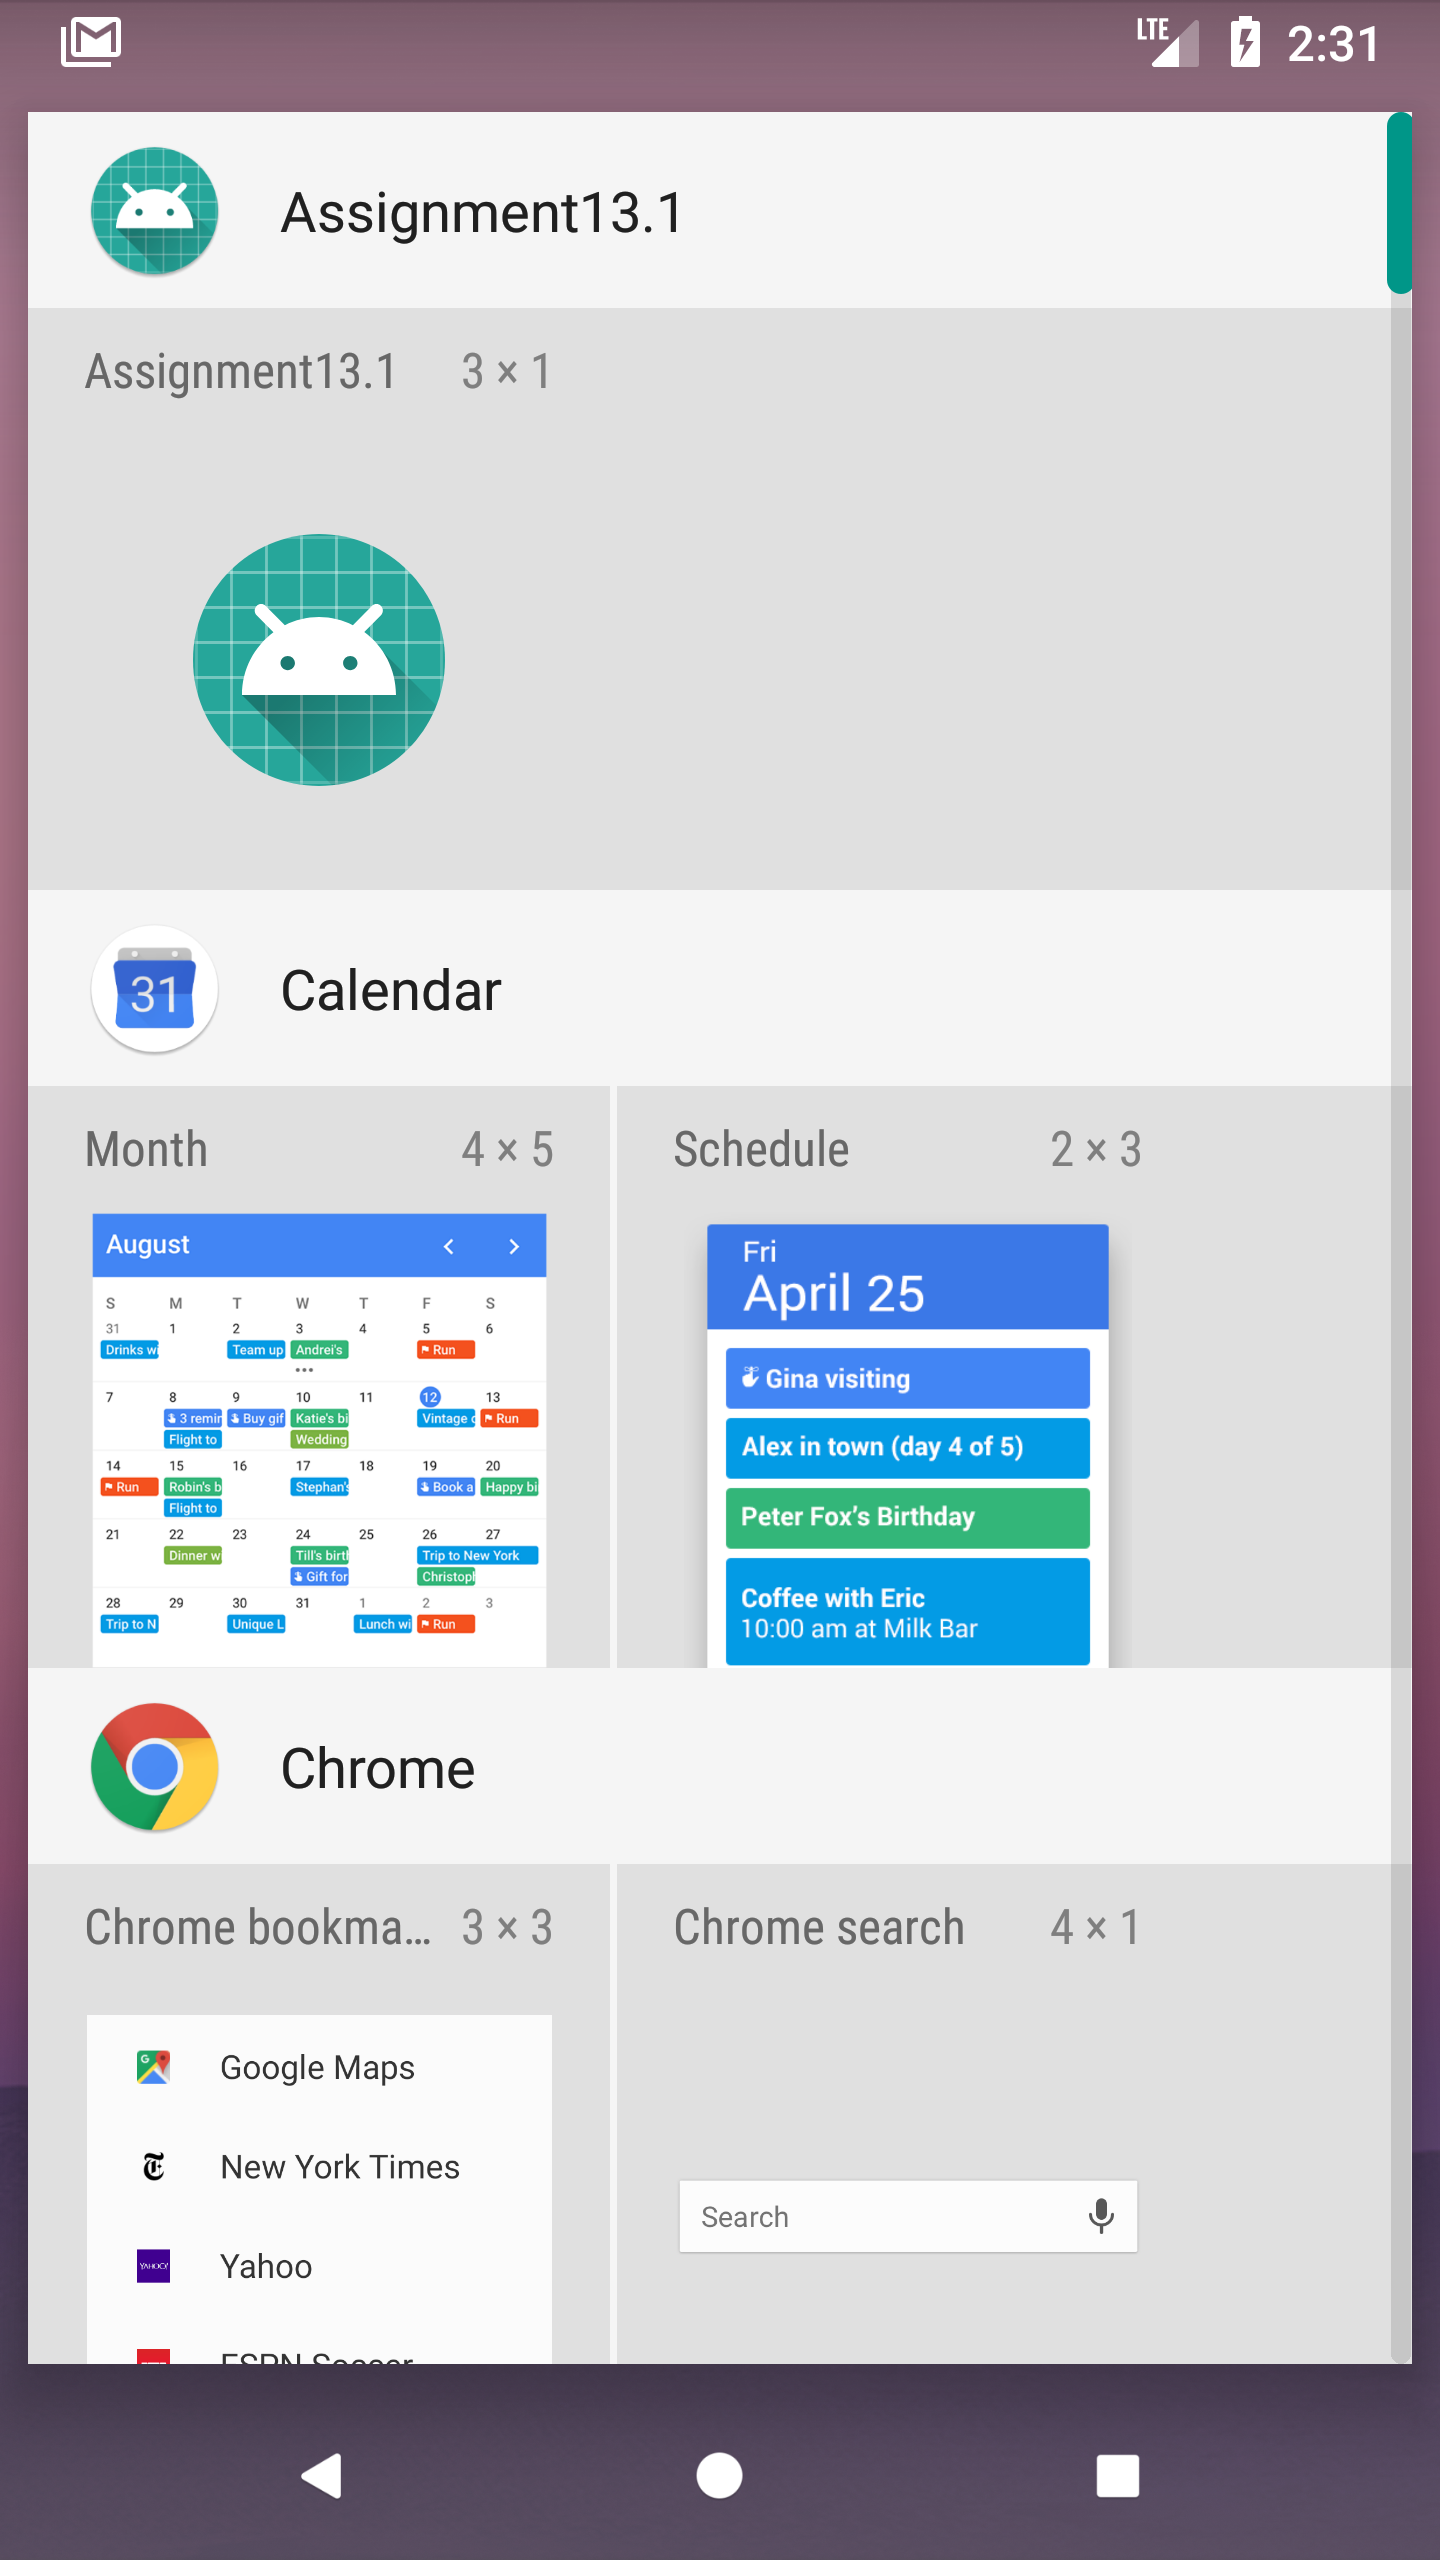 LTE 2:31
Assignment13.1
Assignment13.1 3 × 1
31 Calendar
Month 4 × 5
August
S M T W T F S
31 1 2 3 4 5 6
Drinks wi Team up Andrei's Run
7 8 9 10 11 12 13
3 remin Buy gif Katie's bi Vintage Run
Flight to Wedding
14 15 16 17 18 19 20
Run Robin's b Stephan's Book a Happy bi
Flight to
21 22 23 24 25 26 27
Dinner w Till's birth Trip to New York
Gift for Christoph
28 29 30 31 1 2 3
Trip to N Unique L Lunch wi Run
Schedule 2 × 3
Fri
April 25
Gina visiting
Alex in town (day 4 of 5)
Peter Fox's Birthday
Coffee with Eric
10:00 am at Milk Bar
Chrome
Chrome bookma... 3 × 3
Google Maps
New York Times
YAHOO! Yahoo
ESPN Soccer
Chrome search 4 × 1
Search